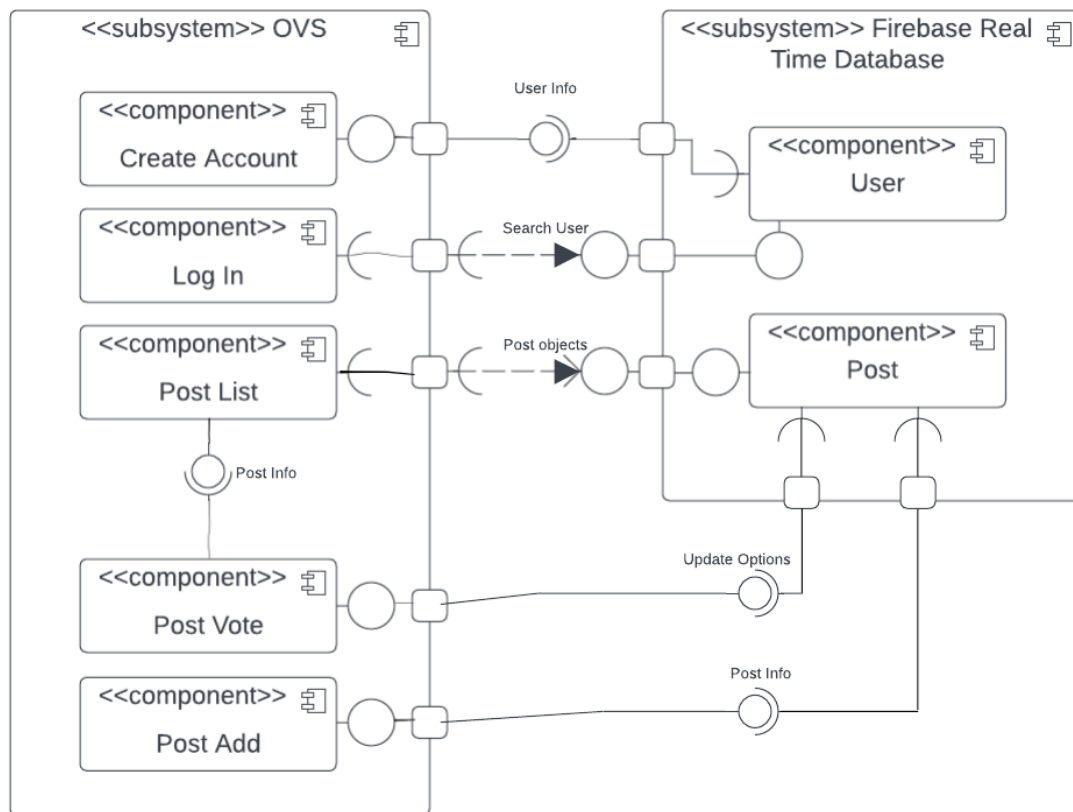 <<subsystem>> OVS
<<subsystem>> Firebase Real
Time Database
User Info
<<component>>
Create Account
<<component>>
User
<<component>>
Log In
Search User
<<component>>
Post List
Post objects
<<component>>
Post
Post Info
<<component>>
Post Vote
Update Options
<<component>>
Post Add
Post Info